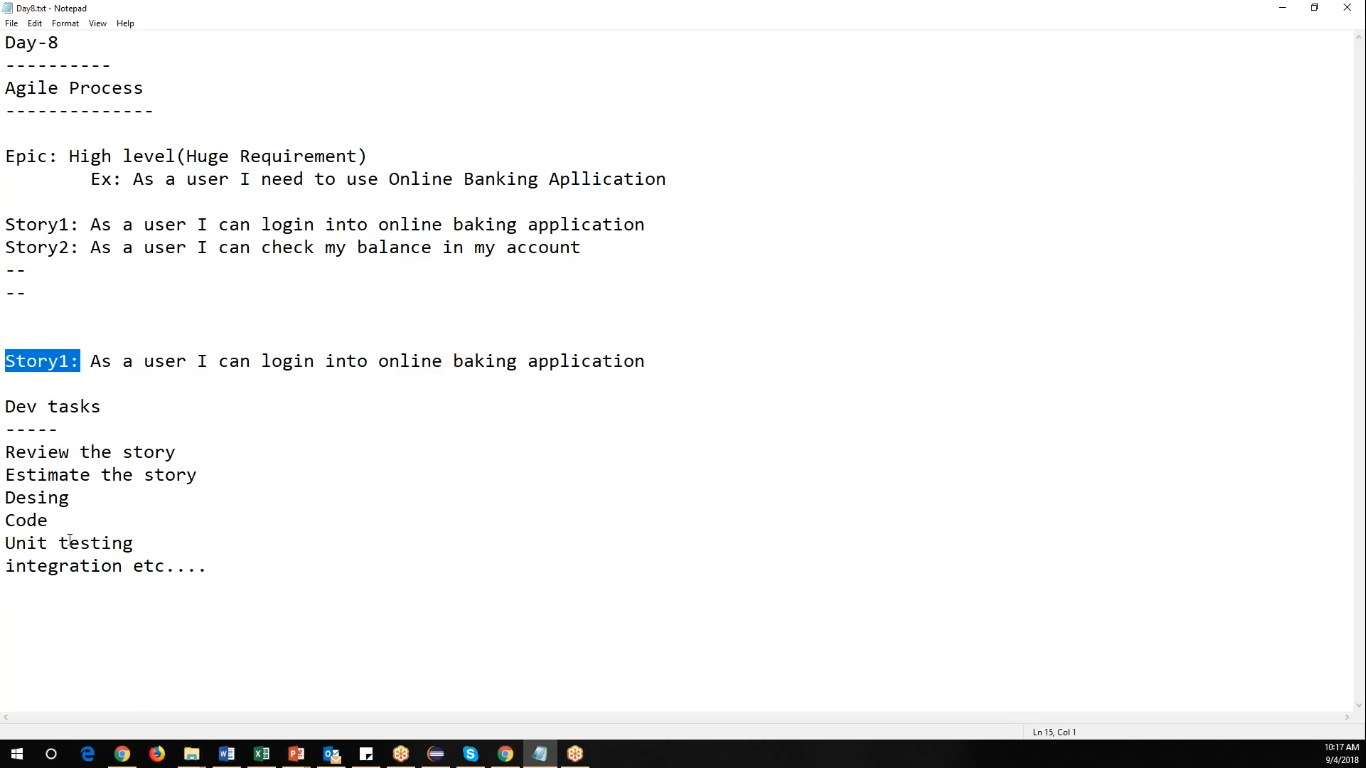 Day8.txt - Notepad
File Edit Format View Help
Day-8
----------
Agile Process
--------------
Epic: High level(Huge Requirement)
Ex: As a user I need to use Online Banking Apllication
Story1: As a user I can login into online baking application
Story2: As a user I can check my balance in my account
--
--
Story1: As a user I can login into online baking application
Dev tasks
-----
Review the story
Estimate the story
Desing
Code
Unit testing
integration etc....
Ln 15, Col 1
10:17 AM
9/4/2018